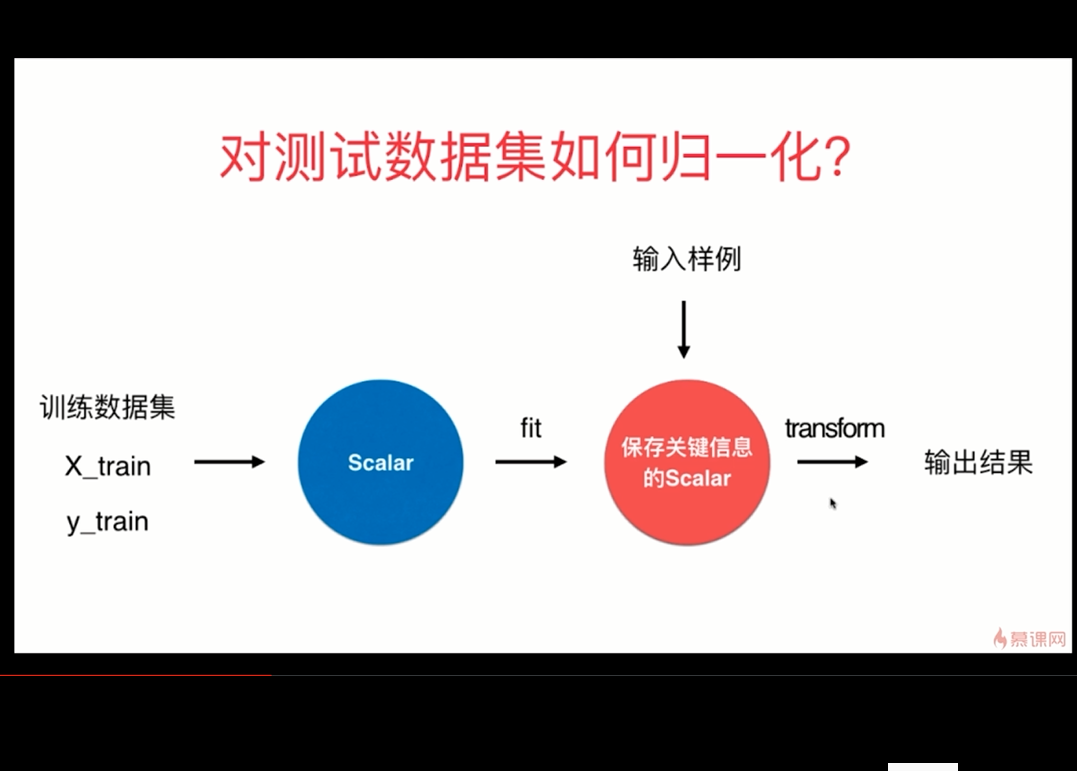 对测试数据集如何归一化?
输入样例
训练数据集
X_train
y_train
Scalar
fit
保存关键信息
的Scalar
transform
输出结果
慕课网